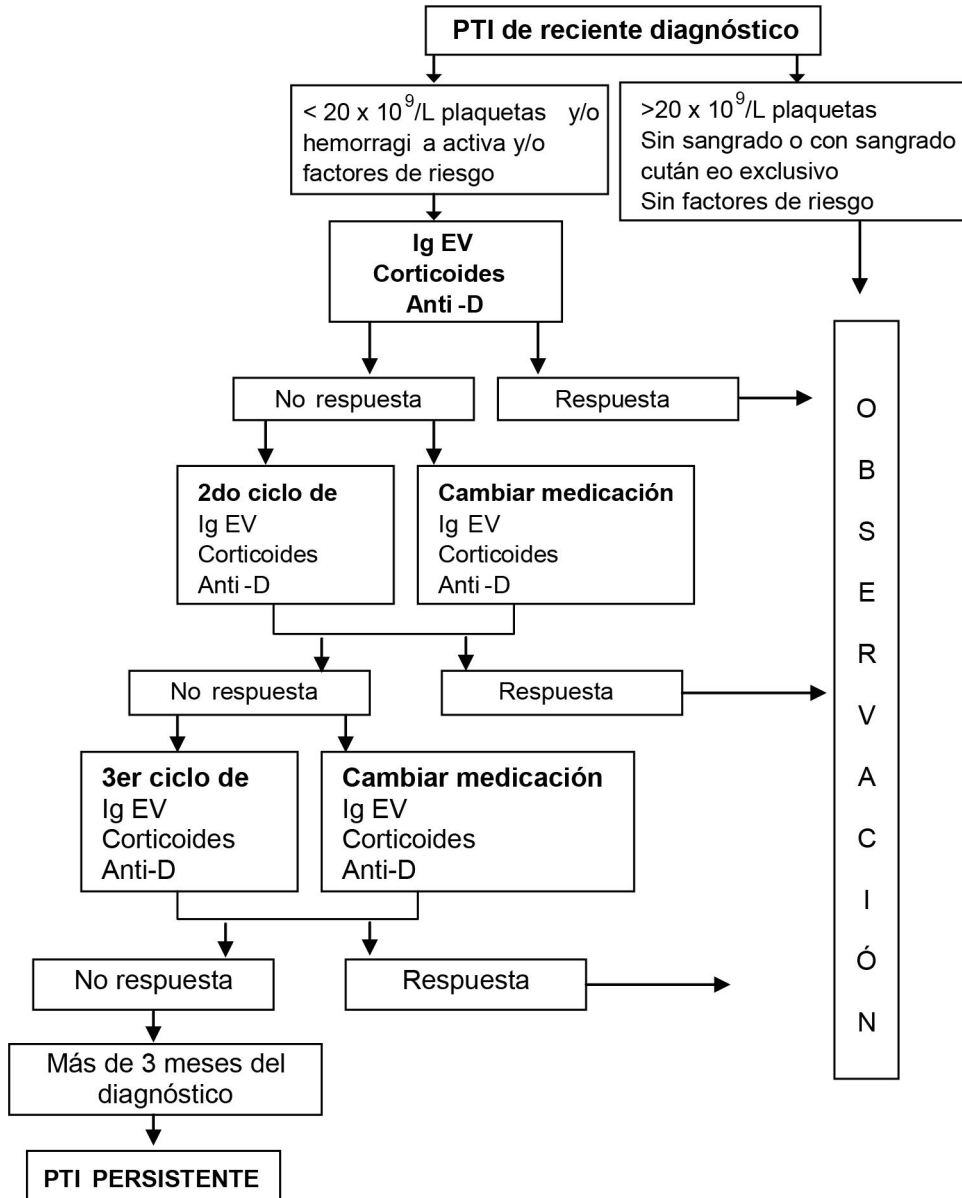 PTI de reciente diagnóstico
< 20 x 10⁹/L plaquetas y/o
hemorragi a activa y/o
factores de riesgo
>20 x 10⁹/L plaquetas
Sin sangrado o con sangrado
cután eo exclusivo
Sin factores de riesgo
Ig EV
Corticoides
Anti -D
No respuesta
Respuesta
2do ciclo de
Ig EV
Corticoides
Anti -D
Cambiar medicación
Ig EV
Corticoides
Anti -D
No respuesta
Respuesta
3er ciclo de
Ig EV
Corticoides
Anti-D
Cambiar medicación
Ig EV
Corticoides
Anti-D
No respuesta
Respuesta
Más de 3 meses del
diagnóstico
PTI PERSISTENTE
O
B
S
E
R
V
A
C
I
Ó
N